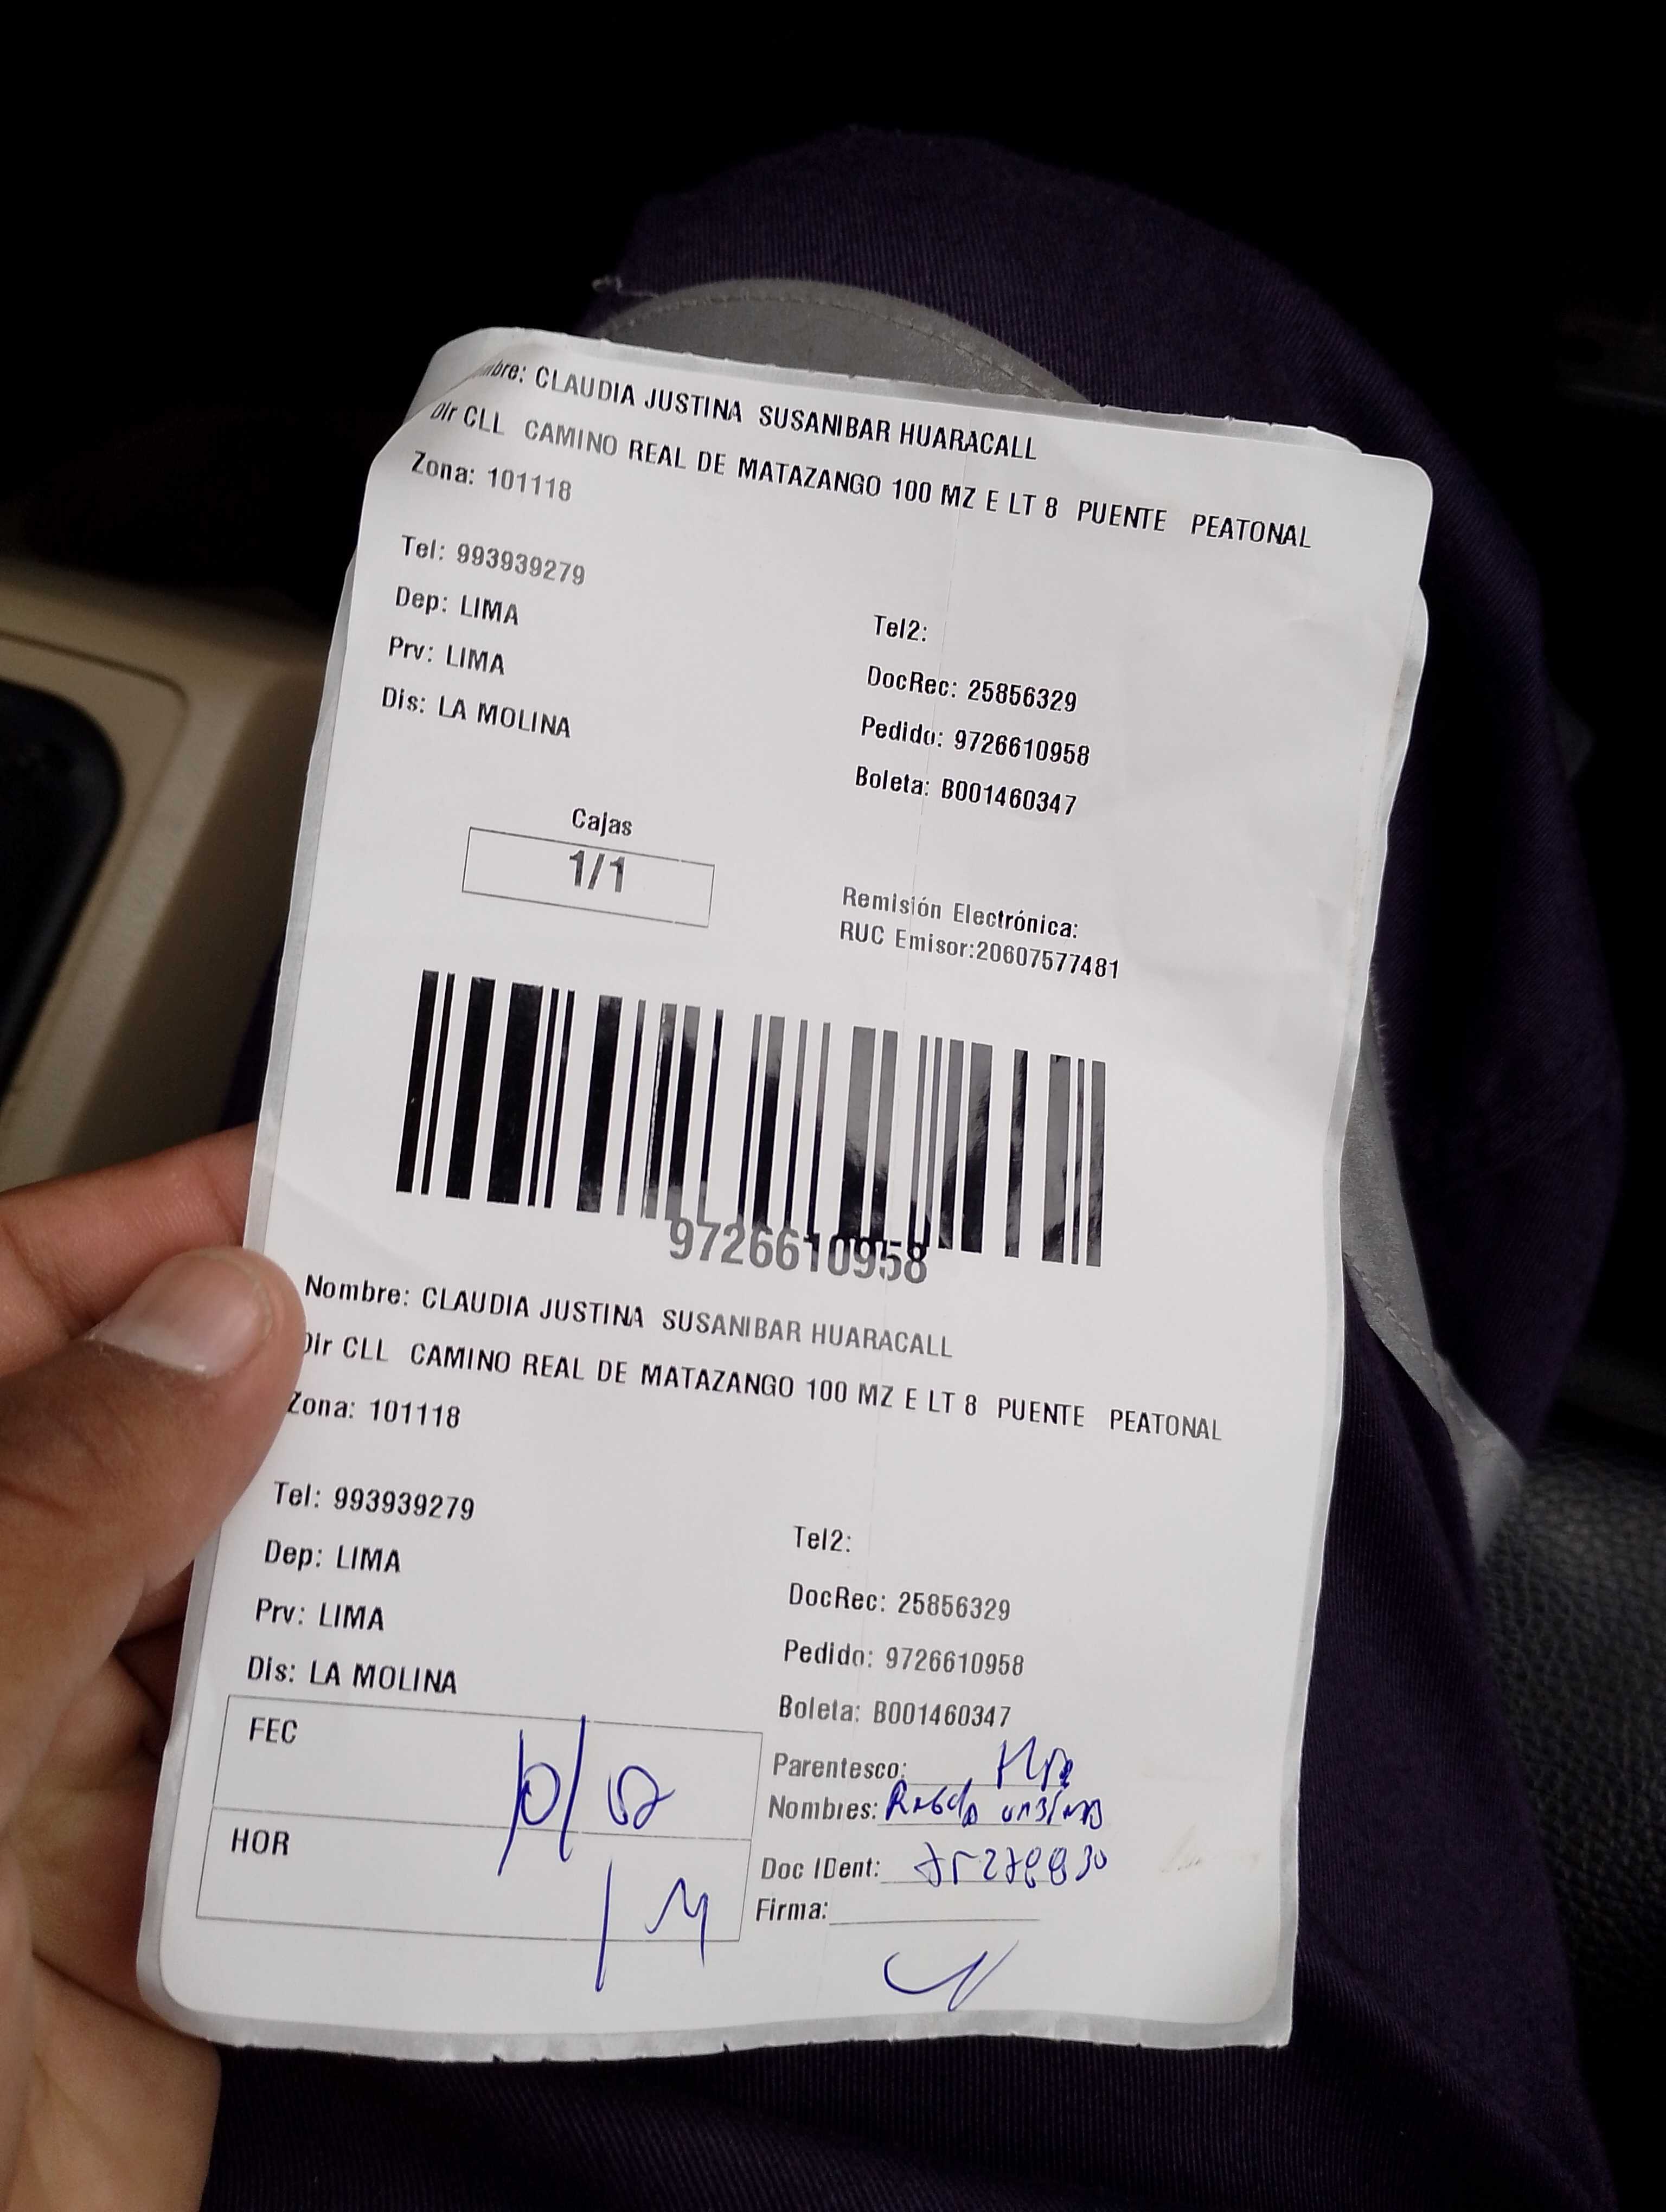 bre: CLAUDIA JUSTINA SUSANIBAR HUARACALL
Dir CLL CAMINO REAL DE MATAZANGO 100 MZ E LT 8 PUENTE PEATONAL
Zona: 101118
Tel: 993939279
Dep: LIMA
Prv: LIMA
Dis: LA MOLINA
Tel2:
DocRec: 25856329
Pedido: 9726610958
Boleta: B001460347
Cajas
1/1
Remisión Electrónica:
RUC Emisor:20607577481
9726610958
Nombre: CLAUDIA JUSTINA SUSANIBAR HUARACALL
Dir CLL CAMINO REAL DE MATAZANGO 100 MZ E LT 8 PUENTE PEATONAL
Zona: 101118
Tel: 993939279
Dep: LIMA
Prv: LIMA
Dis: LA MOLINA
Tel2:
DocRec: 25856329
Pedido: 9726610958
Boleta: B001460347
FEC
HOR
Parentesco:
Nombres:
Doc IDent:
Firma: